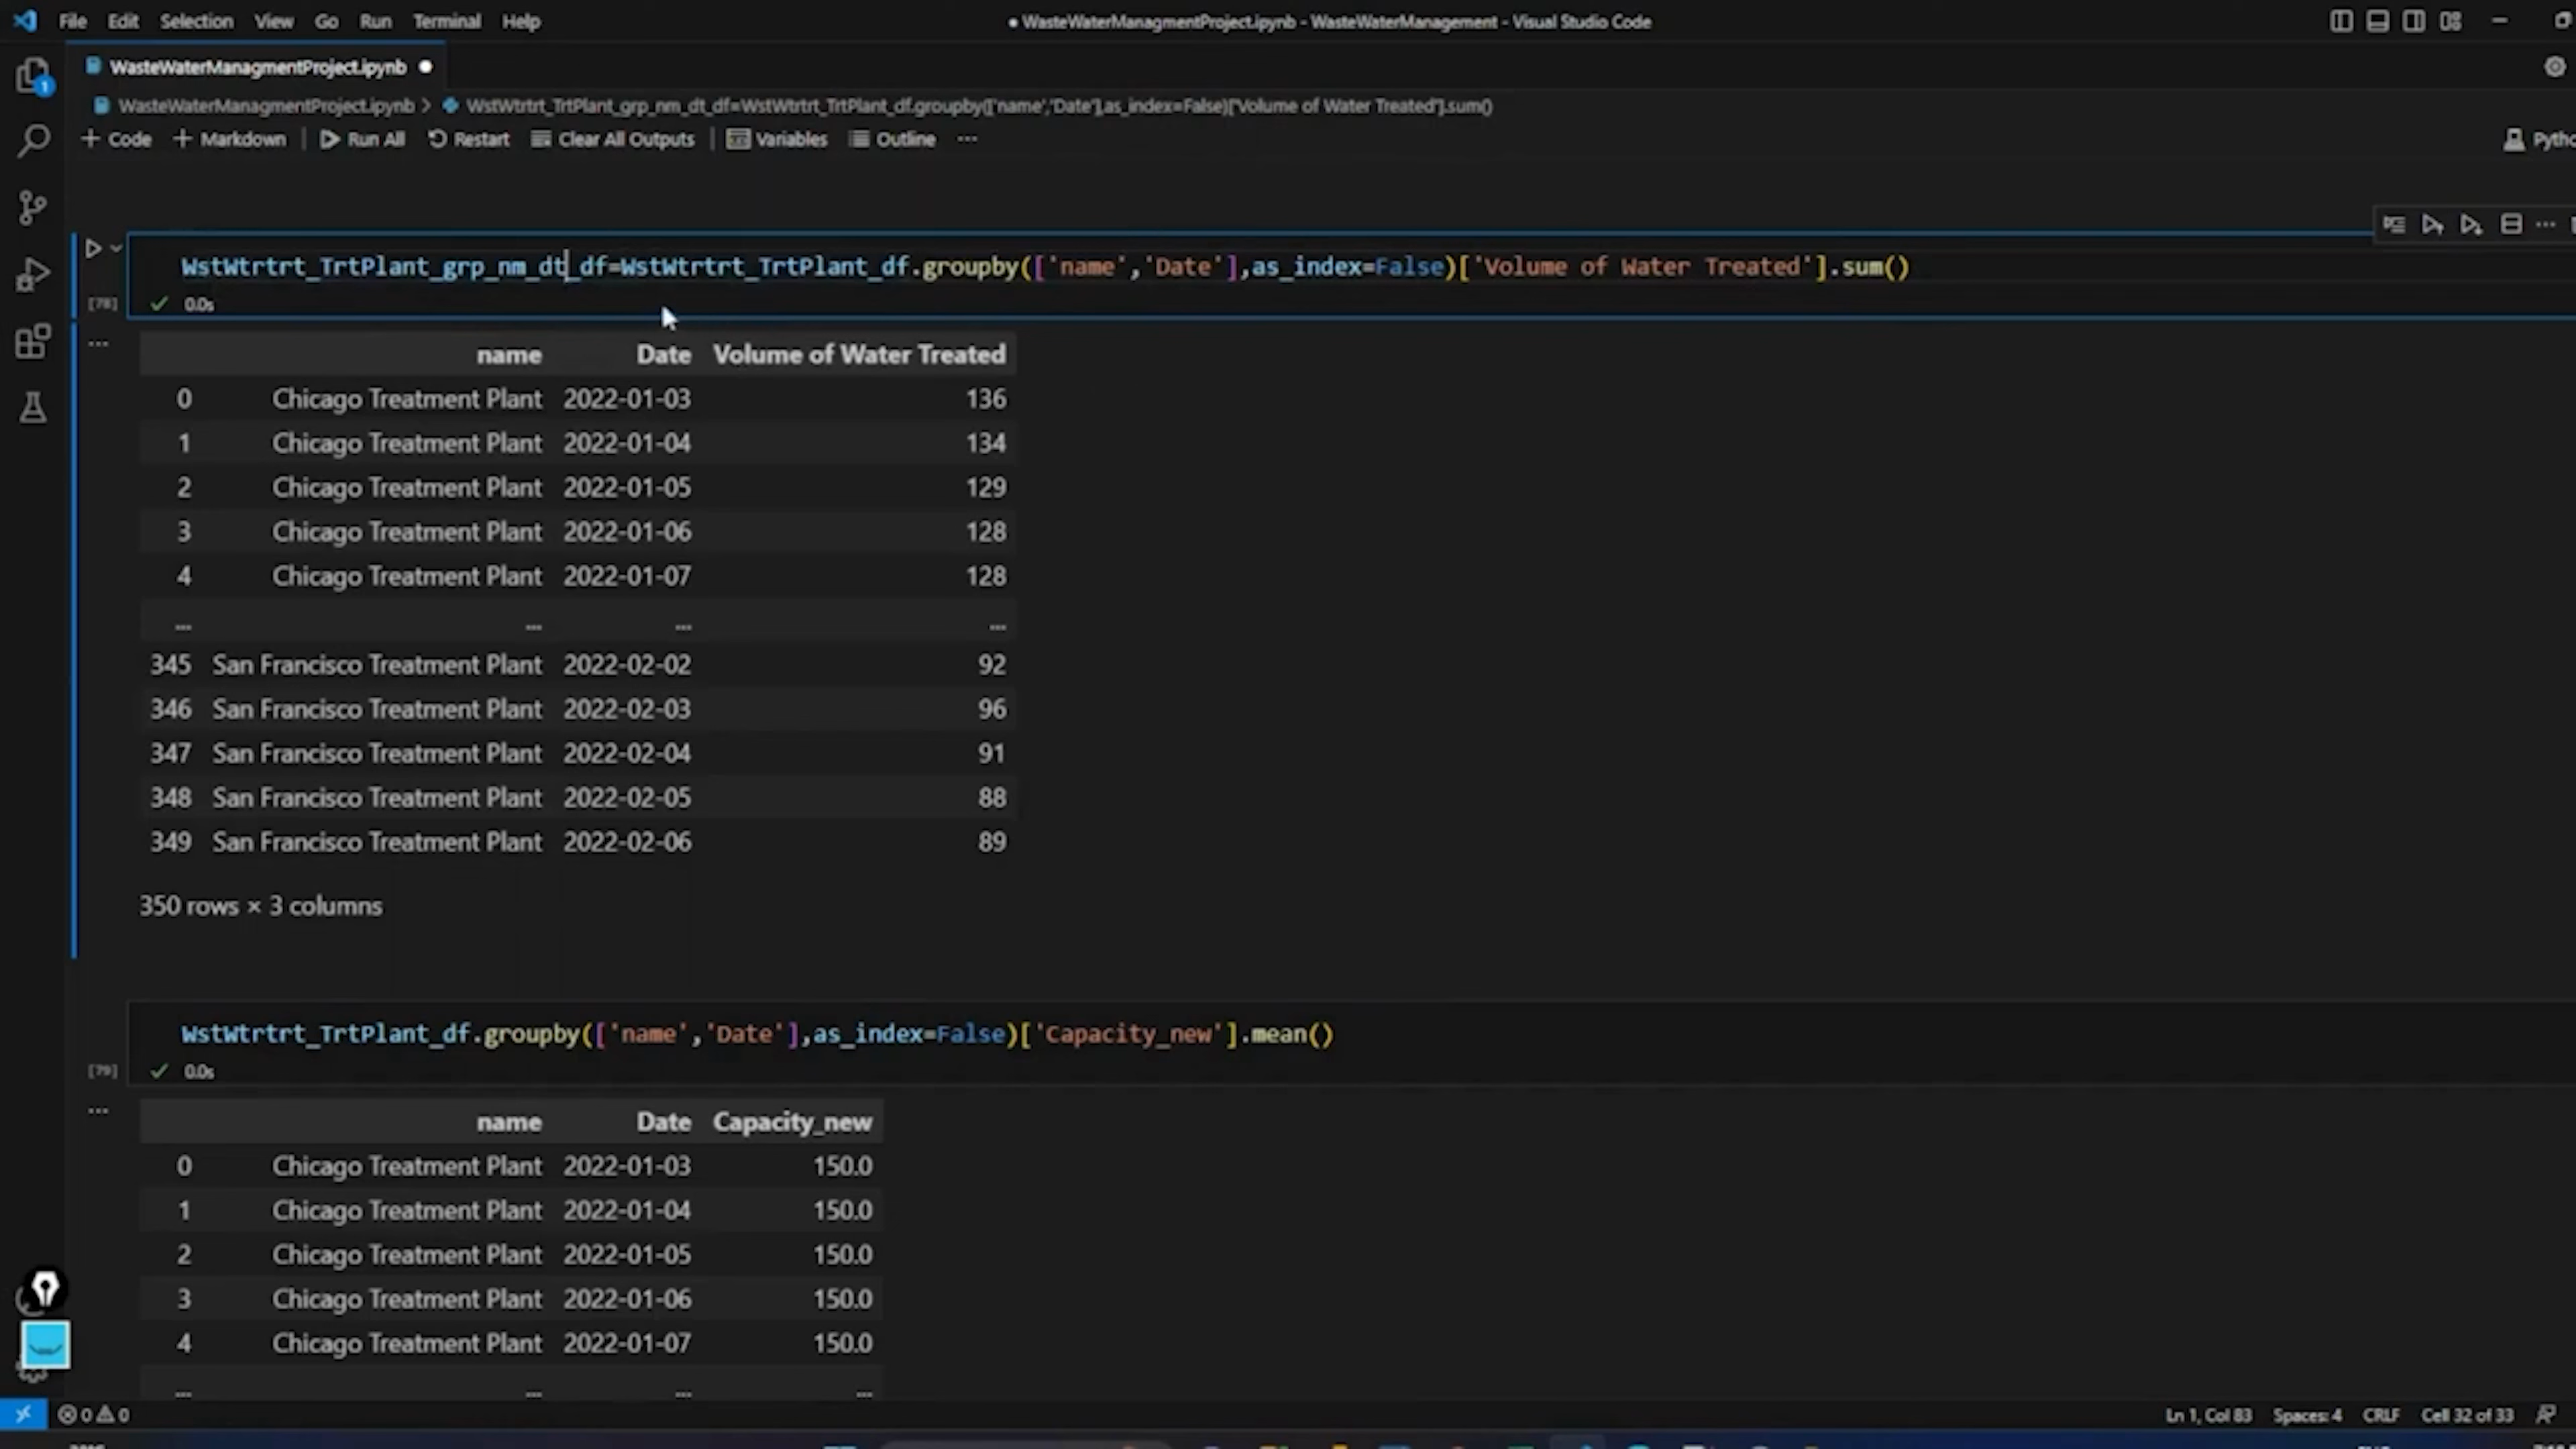 File Edit Selection View Go Run Terminal Help
● WasteWaterManagmentProject.ipynb - WasteWaterManagement - Visual Studio Code
WasteWaterManagmentProject.ipynb ●
1
WasteWaterManagmentProject.ipynb > WstWtrtrt_TrtPlant_grp_nm_dt_df=WstWtrtrt_TrtPlant_df.groupby(['name','Date'],as_index=False)['Volume of Water Treated'].sum()
+ Code + Markdown | Run All Restart Clear All Outputs | Variables Outline ...
WstWtrtrt_TrtPlant_grp_nm_dt_df=WstWtrtrt_TrtPlant_df.groupby(['name','Date'],as_index=False)['Volume of Water Treated'].sum()
[78] ✓ 0.0s
...
name Date Volume of Water Treated
0 Chicago Treatment Plant 2022-01-03 136
1 Chicago Treatment Plant 2022-01-04 134
2 Chicago Treatment Plant 2022-01-05 129
3 Chicago Treatment Plant 2022-01-06 128
4 Chicago Treatment Plant 2022-01-07 128
... ... ... ...
345 San Francisco Treatment Plant 2022-02-02 92
346 San Francisco Treatment Plant 2022-02-03 96
347 San Francisco Treatment Plant 2022-02-04 91
348 San Francisco Treatment Plant 2022-02-05 88
349 San Francisco Treatment Plant 2022-02-06 89
350 rows × 3 columns
WstWtrtrt_TrtPlant_df.groupby(['name','Date'],as_index=False)['Capacity_new'].mean()
[79] ✓ 0.0s
...
name Date Capacity_new
0 Chicago Treatment Plant 2022-01-03 150.0
1 Chicago Treatment Plant 2022-01-04 150.0
2 Chicago Treatment Plant 2022-01-05 150.0
3 Chicago Treatment Plant 2022-01-06 150.0
4 Chicago Treatment Plant 2022-01-07 150.0
... ... ... ...
0 0
Ln 1, Col 83 Spaces: 4 CRLF Cell 32 of 33